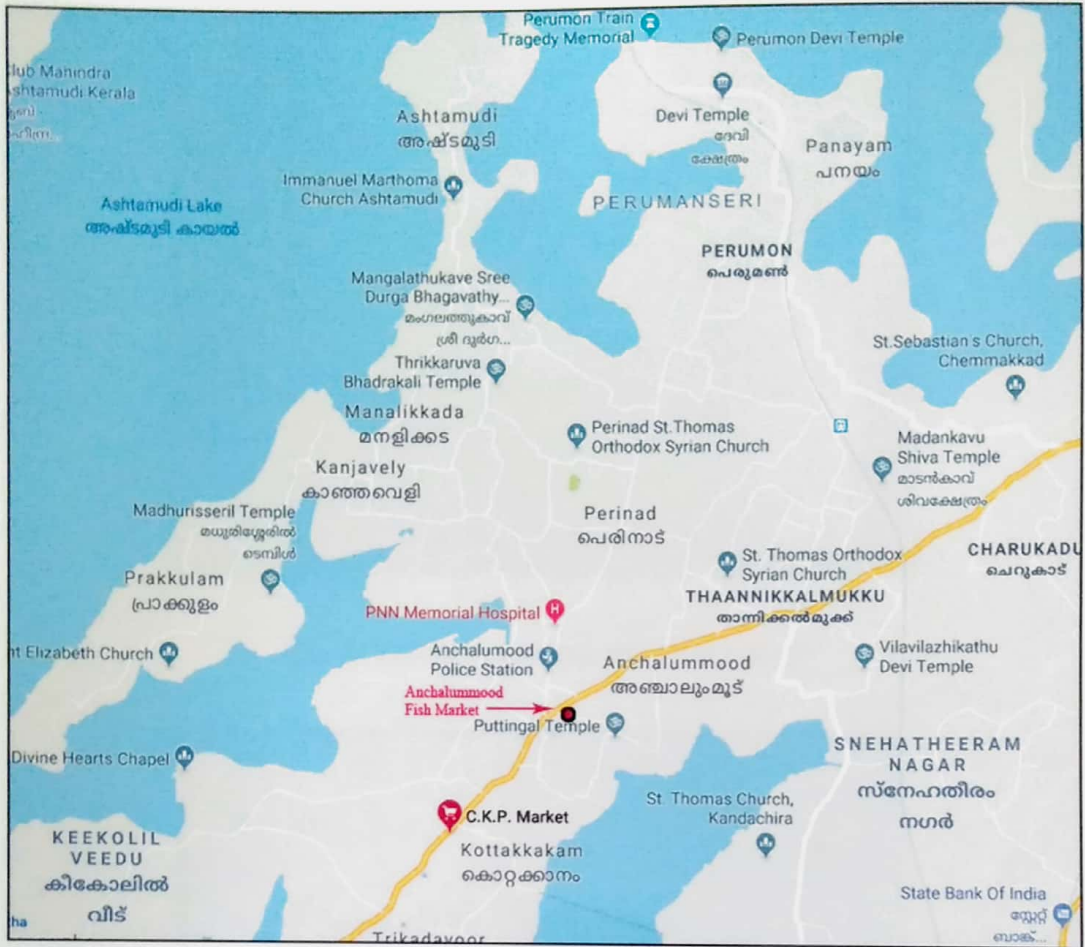 Perumon Train
Tragedy Memorial
Perumon Devi Temple
lub Mahindra
shtamudi Kerala
Devi Temple
ദേവി
ക്ഷേത്രം
Ashtamudi
അഷ്ടമുടി
Panayam
പനയം
Immanuel Marthoma
Church Ashtamudi
Ashtamudi Lake
അഷ്ടമുടി കായൽ
PERUMANSERI
PERUMON
പെരുമൺ
Mangalathukave Sree
Durga Bhagavathy...
മംഗലത്തുകാവ്
ശ്രീ ദുർഗ...
St.Sebastian's Church,
Chemmakkad
Thrikkaruva
Bhadrakali Temple
Manalikkada
മനളിക്കട
Perinad St.Thomas
Orthodox Syrian Church
Madankavu
Shiva Temple
മാടൻകാവ്
ശിവക്ഷേത്രം
Kanjavely
കാഞ്ഞവെളി
Madhurisseril Temple
മധുരിശ്ശേരിൽ
ടെമ്പിൾ
Perinad
പെരിനാട്
St. Thomas Orthodox
Syrian Church
CHARUKADU
ചെറുകാട്
Prakkulam
പ്രാക്കുളം
THAANNIKKALMUKKU
താന്നിക്കൽമുക്ക്
PNN Memorial Hospital
nt Elizabeth Church
Anchalumood
Police Station
Anchalummood
അഞ്ചാലുംമൂട്
Vilavilazhikathu
Devi Temple
Anchalummood
Fish Market
Puttingal Temple
Divine Hearts Chapel
SNEHATHEERAM
NAGAR
സ്നേഹതീരം
നഗർ
St. Thomas Church,
Kandachira
C.K.P. Market
KEEKOLIL
VEEDU
കീകോലിൽ
വീട്
Kottakkakam
കൊറ്റക്കാനം
State Bank Of India
സ്റ്റേറ്റ്
ബാങ്ക്...
ha
Trikadavoor